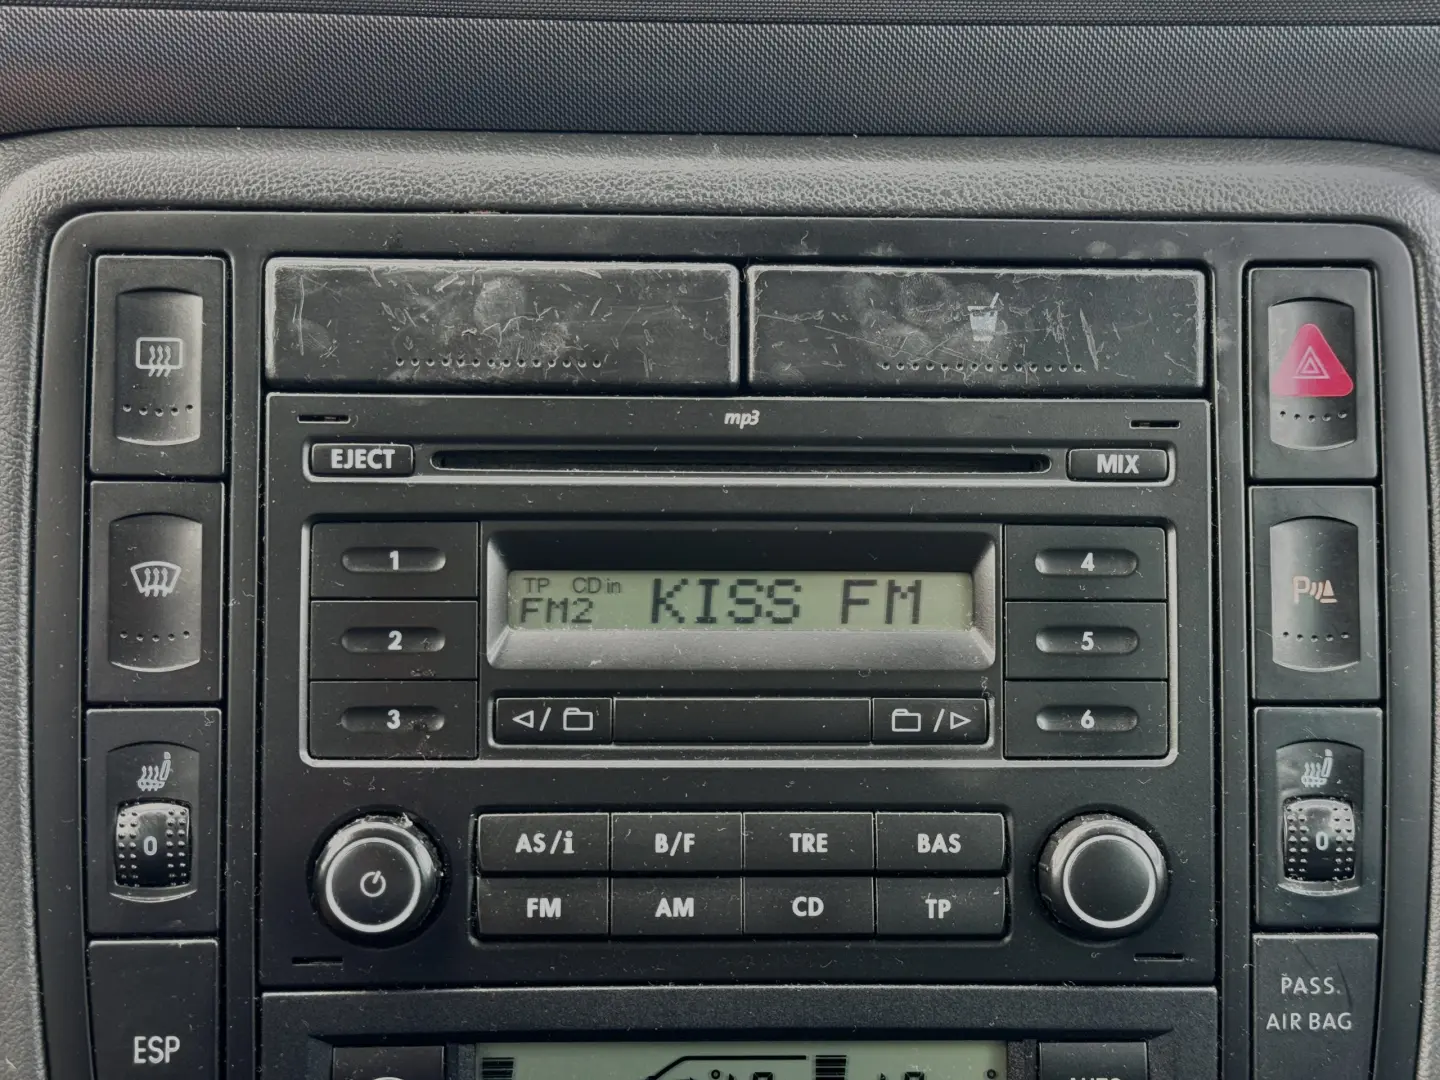 mp3
EJECT
MIX
1
4
TP CD in
FM2 KISS FM
2
5
3
6
0
0
AS/i B/F TRE BAS
FM AM CD TP
PASS.
AIR BAG
ESP